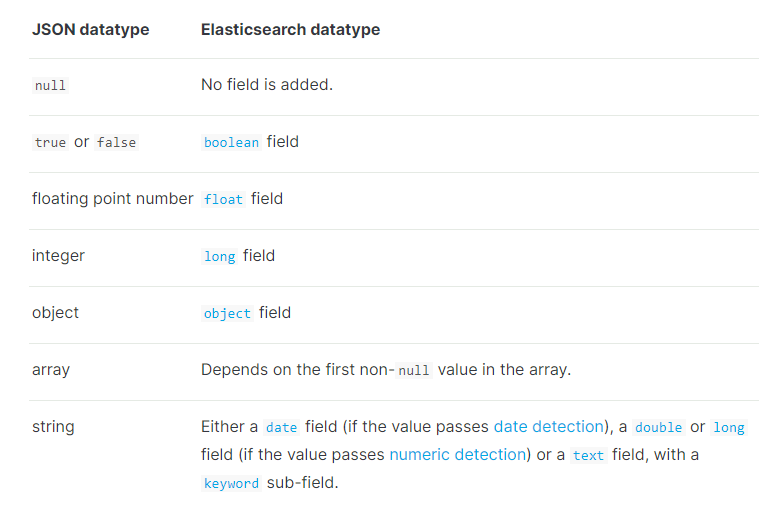 JSON datatype Elasticsearch datatype
null No field is added.
true or false boolean field
floating point number float field
integer long field
object object field
array Depends on the first non-null value in the array.
string Either a date field (if the value passes date detection), a double or long
field (if the value passes numeric detection) or a text field, with a
keyword sub-field.